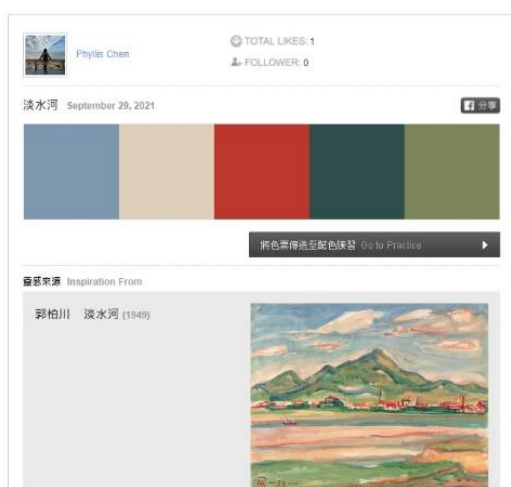 Phyllis Chen
TOTAL LIKES: 1
FOLLOWER: 0
淡水河 September 29, 2021
分享
將色票傳送至配色練習 Go to Practice
靈感來源 Inspiration From
郭柏川 淡水河 (1949)